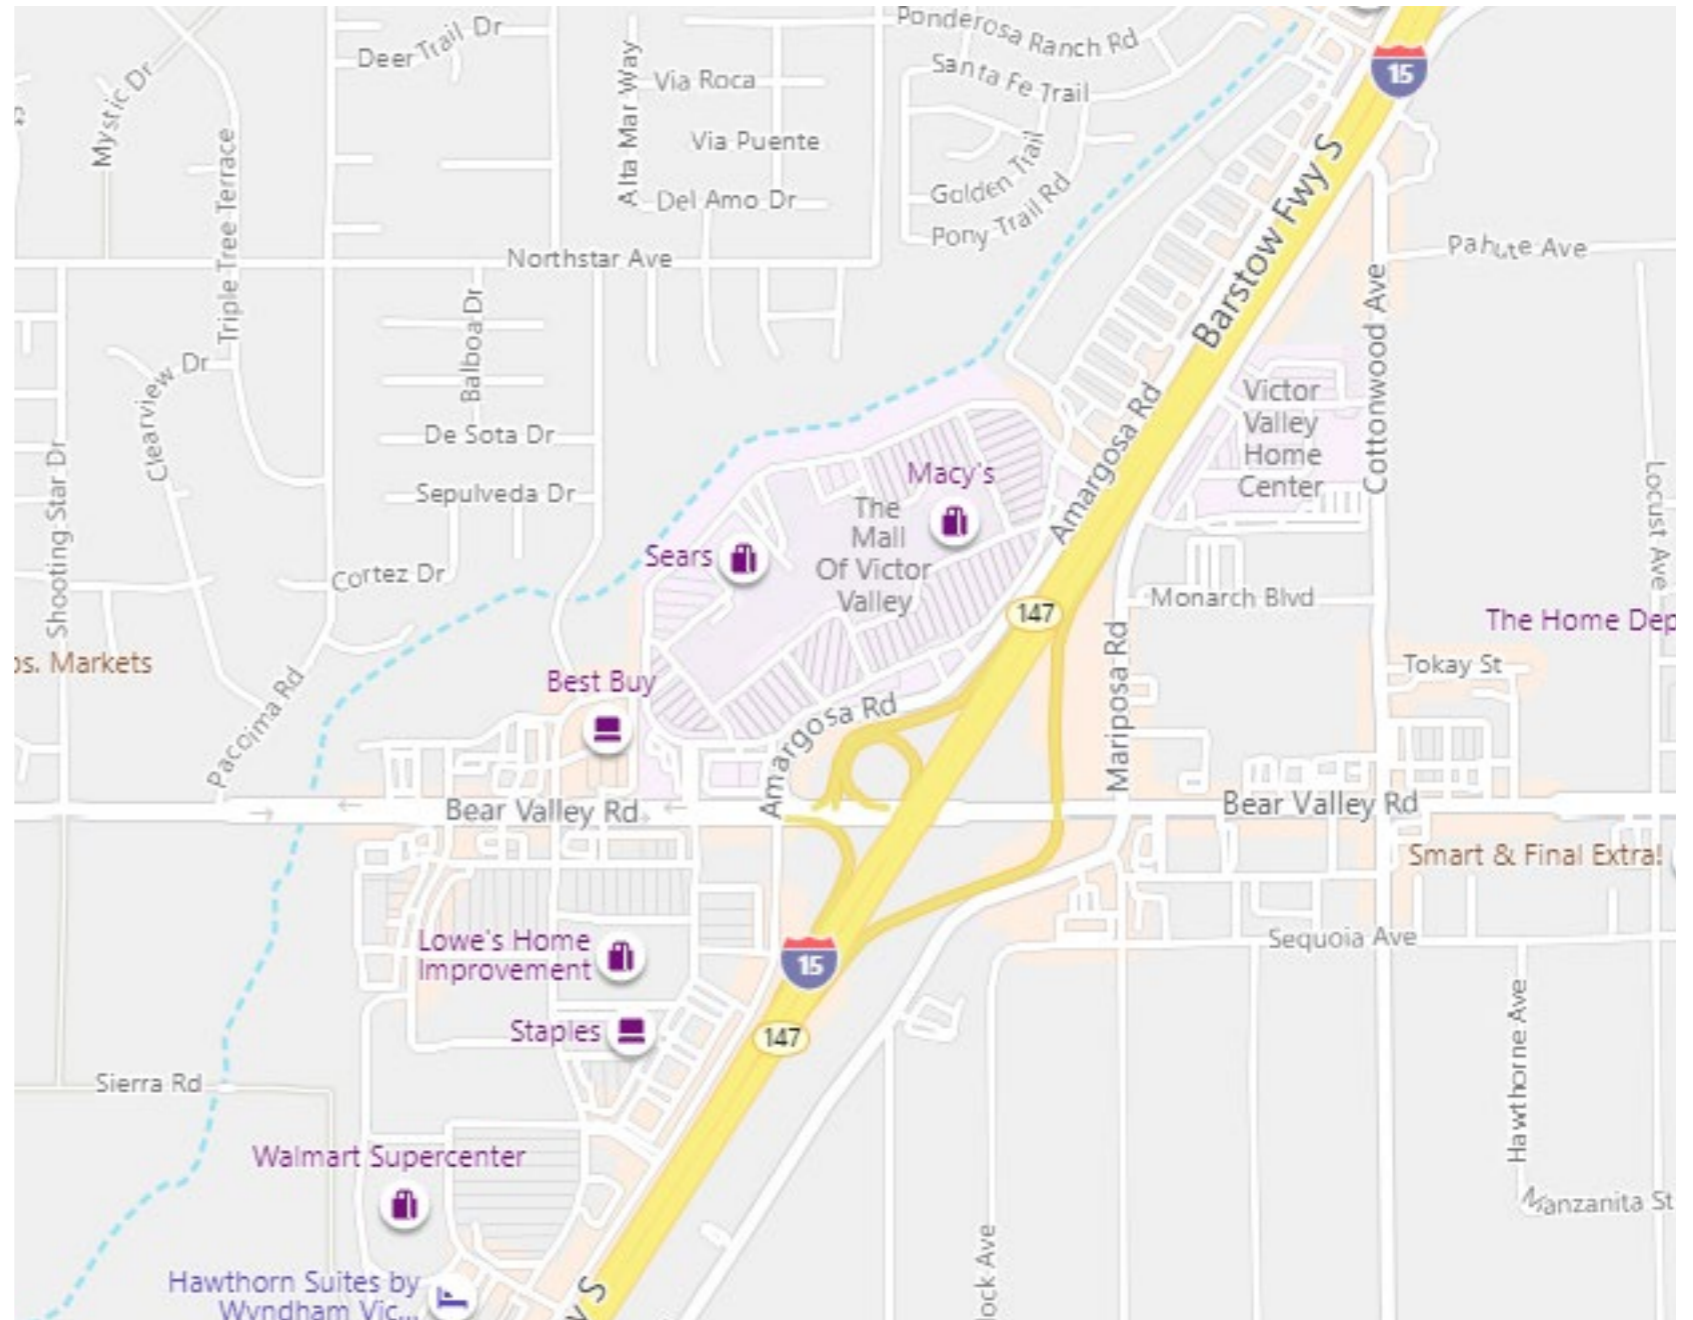 Ponderosa Ranch Rd
Deer Trail Dr
Santa Fe Trail
15
Mystic Dr
Alta Mar Way
Via Roca
Via Puente
Golden Trail
Del Amo Dr
Pony Trail Rd
Triple Tree Terrace
Northstar Ave
Barstow Fwy S
Pahute Ave
Balboa Dr
Clearview Dr
Cottonwood Ave
Victor
Valley
Home
Center
De Sota Dr
Amargosa Rd
Macy's
Sepulveda Dr
The
Mall
Of Victor
Valley
Sears
Shooting Star Dr
Cortez Dr
Locust Ave
Monarch Blvd
147
The Home Dep
os. Markets
Tokay St
Best Buy
Mariposa Rd
Pacoima Rd
Amargosa Rd
Amargosa Rd
Bear Valley Rd
Bear Valley Rd
Smart & Final Extra!
Lowe's Home
Improvement
15
Sequoia Ave
Staples
147
Hawthorne Ave
Sierra Rd
Walmart Supercenter
Manzanita St
Hawthorn Suites by
Wyndham Vic...
w S
lock Ave